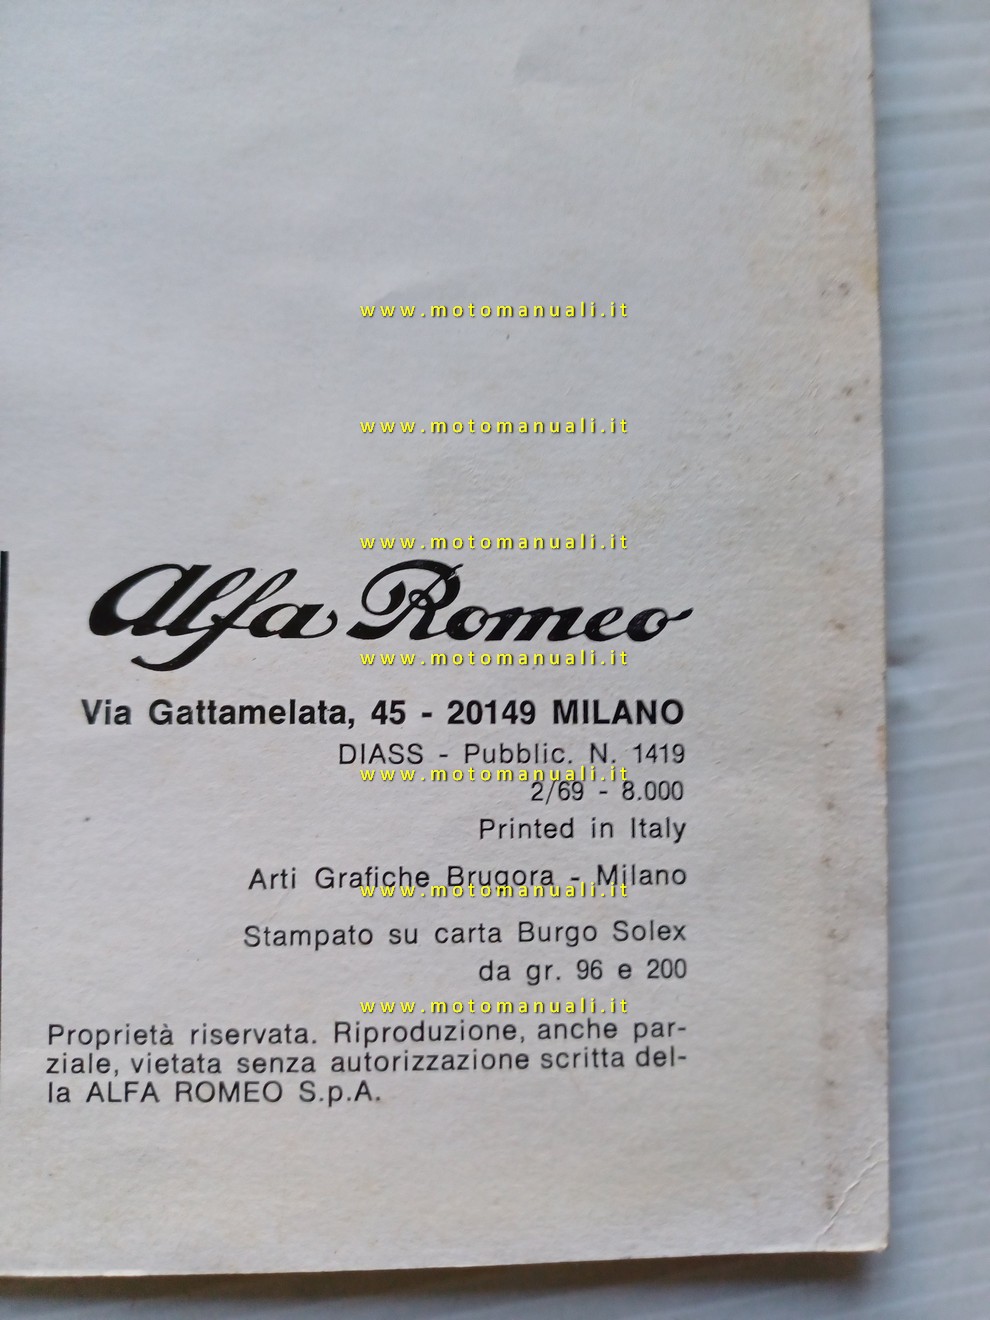 www.motomanuali.it
www.motomanuali.it
www.motomanuali.it
Alfa Romeo
www.motomanuali.it
Via Gattamelata, 45 - 20149 MILANO
DIASS - Pubblic. N. 1419
www.motomanuali.it
2/69 - 8.000
Printed in Italy
Arti Grafiche Brugora - Milano
www.motomanuali.it
Stampato su carta Burgo Solex
da gr. 96 e 200
www.motomanuali.it
Proprietà riservata. Riproduzione, anche par-
ziale, vietata senza autorizzazione scritta del-
la ALFA ROMEO S.p.A.